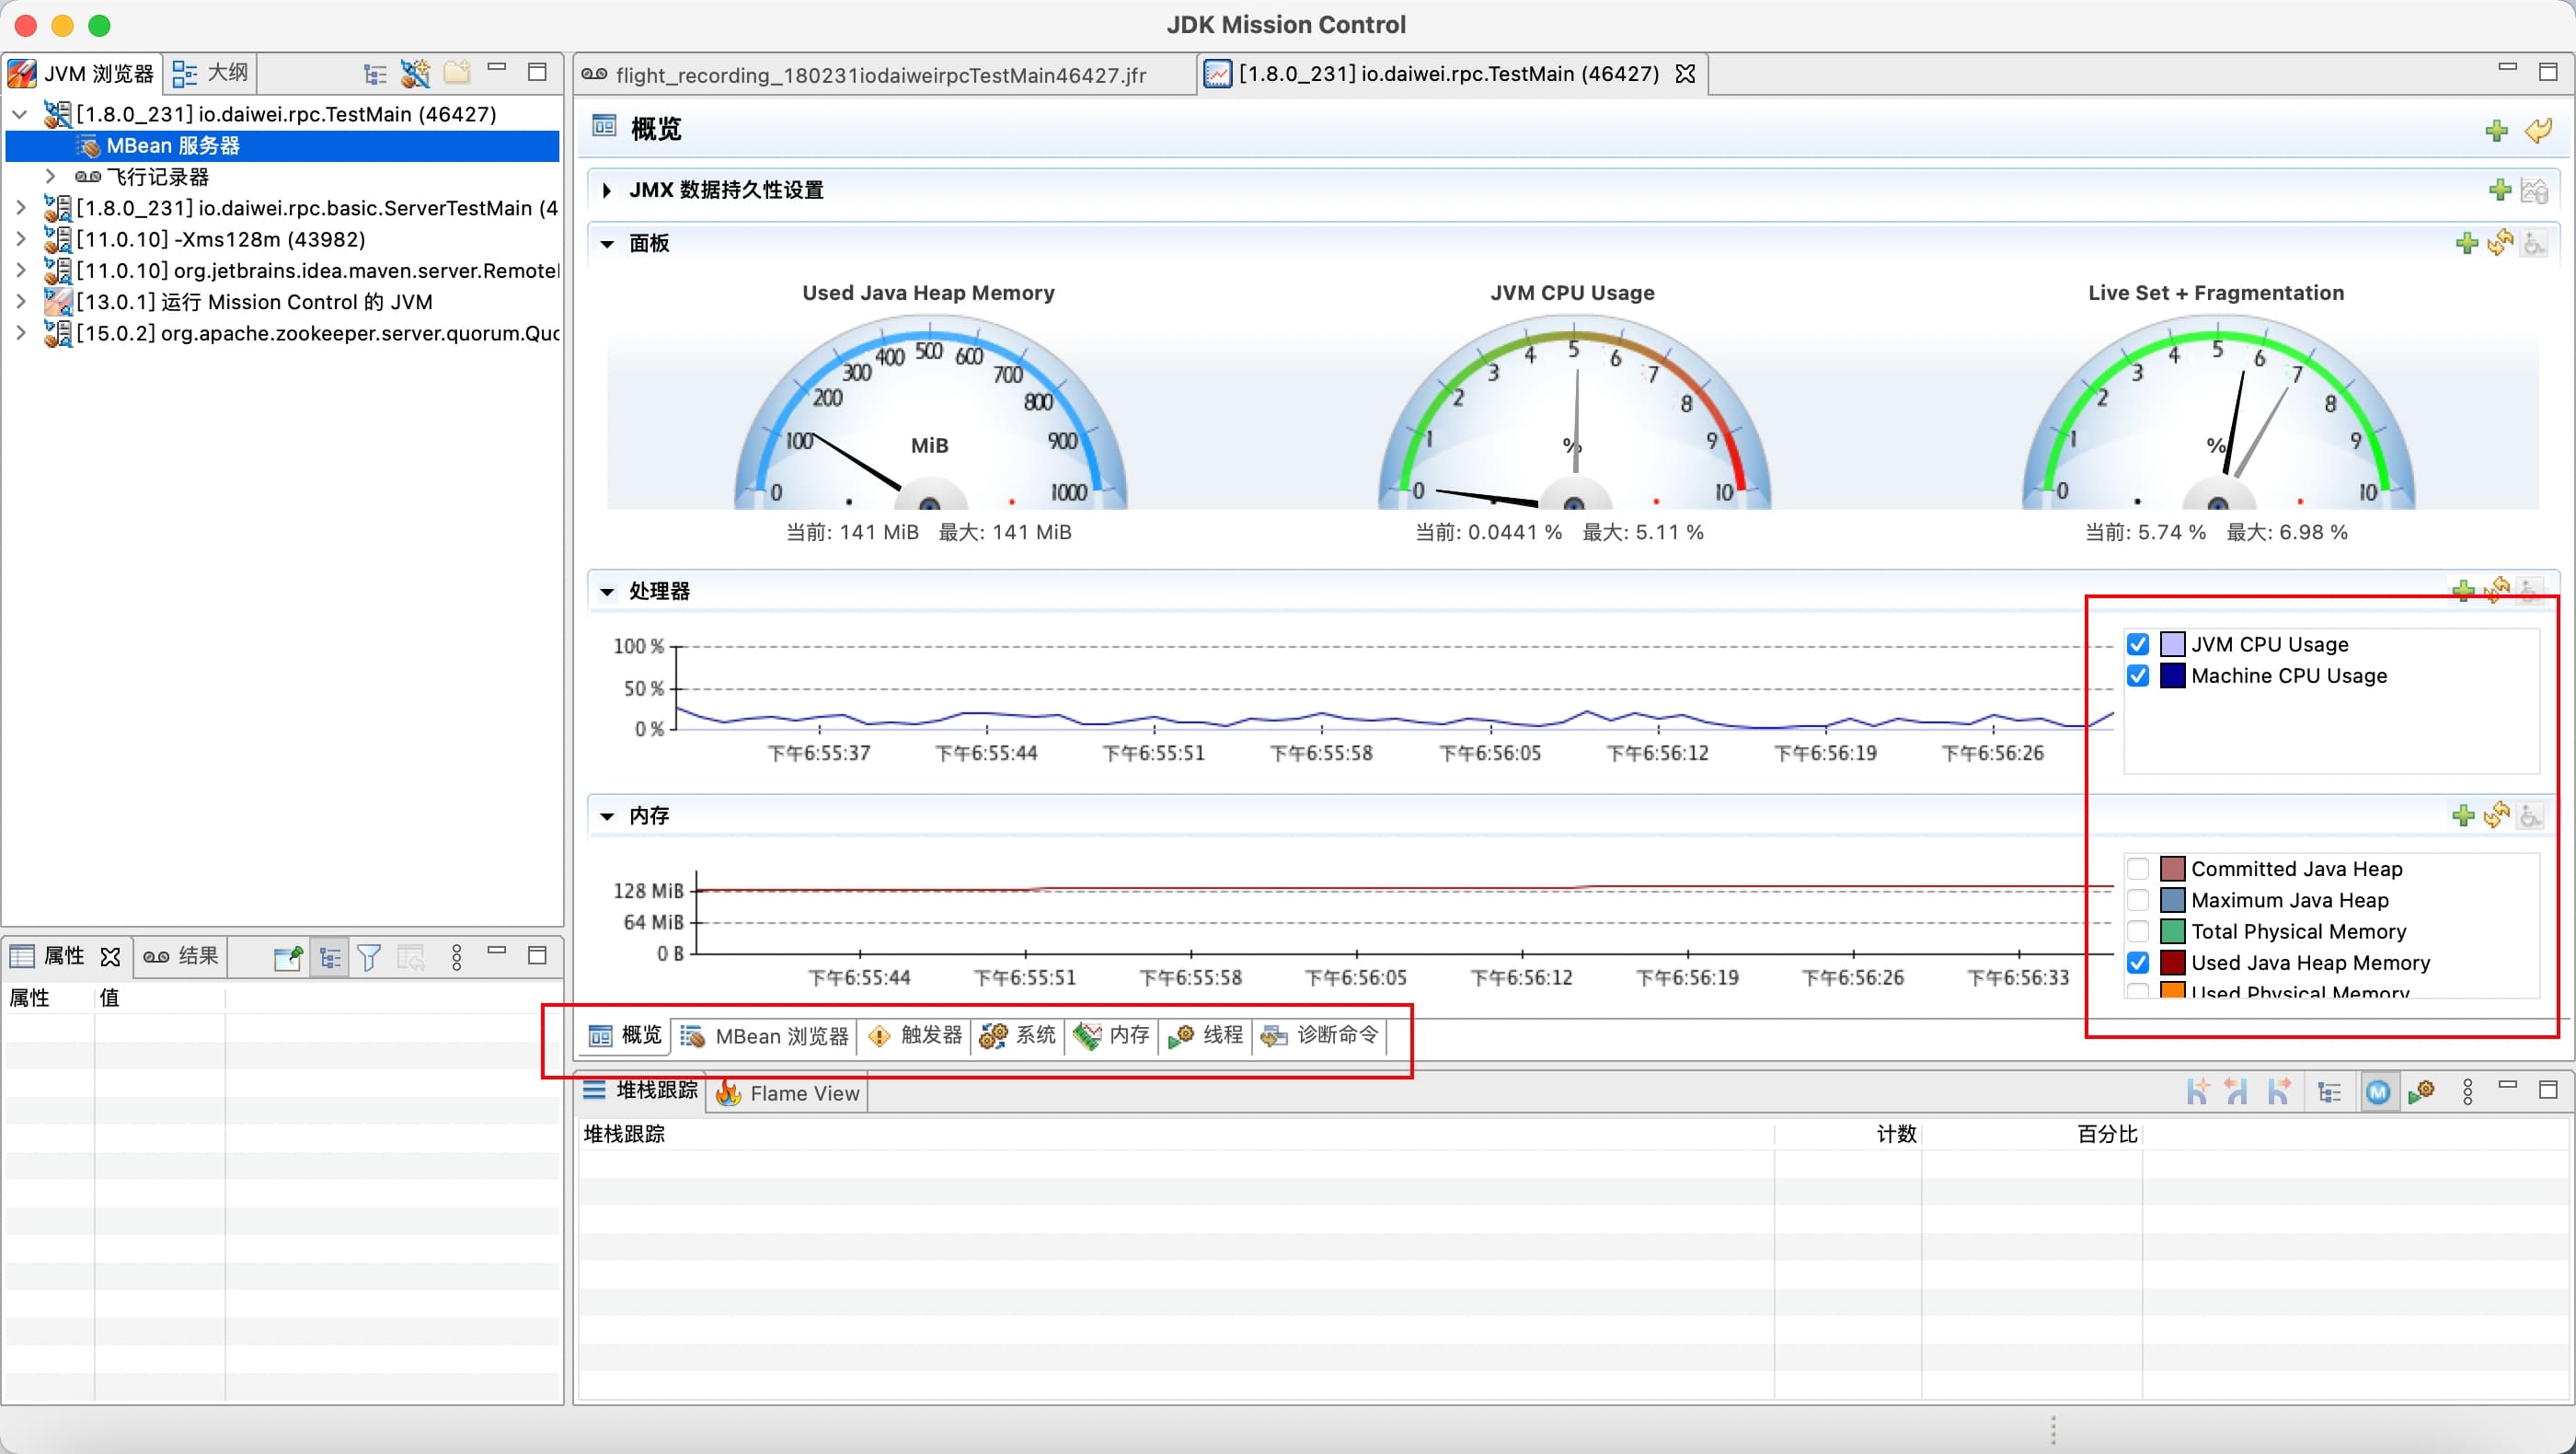 JDK Mission Control
JVM 浏览器
大纲
[1.8.0_231] io.daiwei.rpc.TestMain (46427)
MBean 服务器
飞行记录器
[1.8.0_231] io.daiwei.rpc.basic.ServerTestMain (4
[11.0.10] -Xms128m (43982)
[11.0.10] org.jetbrains.idea.maven.server.Remote
[13.0.1] 运行 Mission Control 的 JVM
[15.0.2] org.apache.zookeeper.server.quorum.Quo
属性
结果
属性 值
flight_recording_180231iodaiweirpcTestMain46427.jfr
[1.8.0_231] io.daiwei.rpc.TestMain (46427)
概览
JMX 数据持久性设置
面板
Used Java Heap Memory
0 100 200 300 400 500 600 700 800 900 1000
MiB
当前: 141 MiB 最大: 141 MiB
JVM CPU Usage
0 1 2 3 4 5 6 7 8 9 10
%
当前: 0.0441 % 最大: 5.11 %
Live Set + Fragmentation
0 1 2 3 4 5 6 7 8 9 10
%
当前: 5.74 % 最大: 6.98 %
处理器
100 %
50 %
0 %
下午6:55:37 下午6:55:44 下午6:55:51 下午6:55:58 下午6:56:05 下午6:56:12 下午6:56:19 下午6:56:26
JVM CPU Usage
Machine CPU Usage
内存
128 MiB
64 MiB
0 B
下午6:55:44 下午6:55:51 下午6:55:58 下午6:56:05 下午6:56:12 下午6:56:19 下午6:56:26 下午6:56:33
Committed Java Heap
Maximum Java Heap
Total Physical Memory
Used Java Heap Memory
Used Physical Memory
概览 MBean 浏览器 触发器 系统 内存 线程 诊断命令
堆栈跟踪 Flame View
堆栈跟踪 计数 百分比